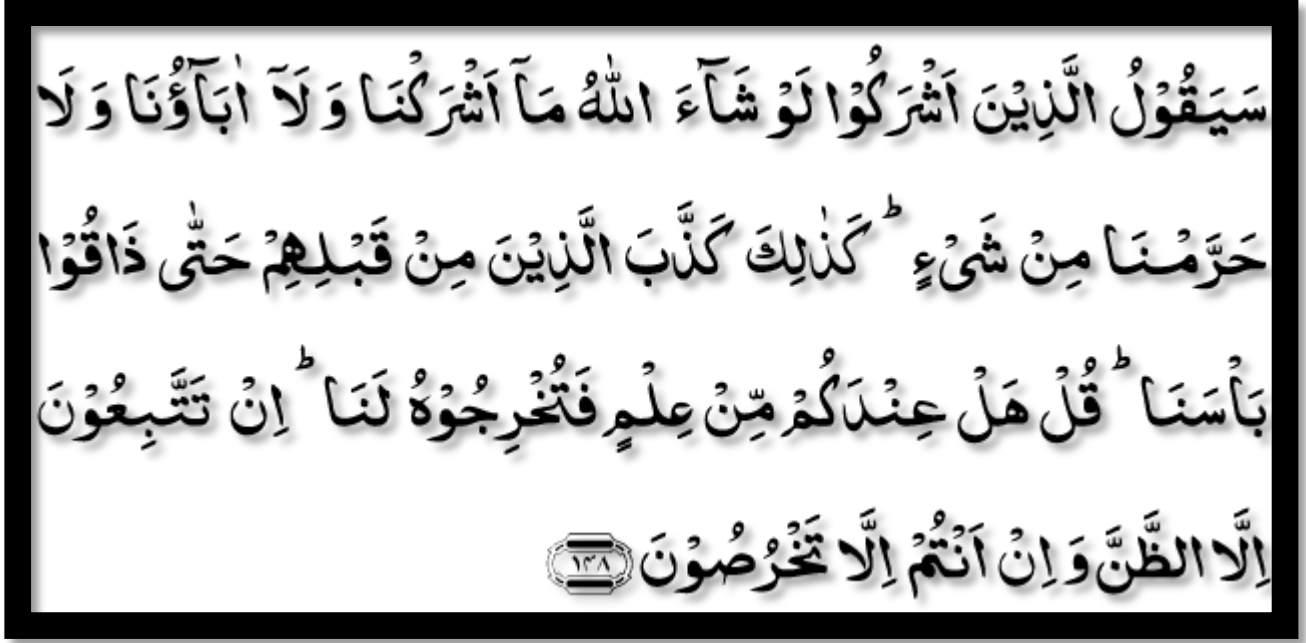 سَيَقُوْلُ الَّذِيْنَ اَشْرَكُوْا لَوْ شَآءَ اللّٰهُ مَاۤ اَشْرَكْنَا وَ لَاۤ اٰبَآؤُنَا وَ لَا
حَرَّمْنَا مِنْ شَیْءٍ ؕ كَذٰلِكَ كَذَّبَ الَّذِيْنَ مِنْ قَبْلِهِمْ حَتّٰى ذَاقُوْا
بَاْسَنَا ؕ قُلْ هَلْ عِنْدَكُمْ مِّنْ عِلْمٍ فَتُخْرِجُوْهُ لَنَا ؕ اِنْ تَتَّبِعُوْنَ
اِلَّا الظَّنَّ وَ اِنْ اَنْتُمْ اِلَّا تَخْرُصُوْنَ ۱۴۸